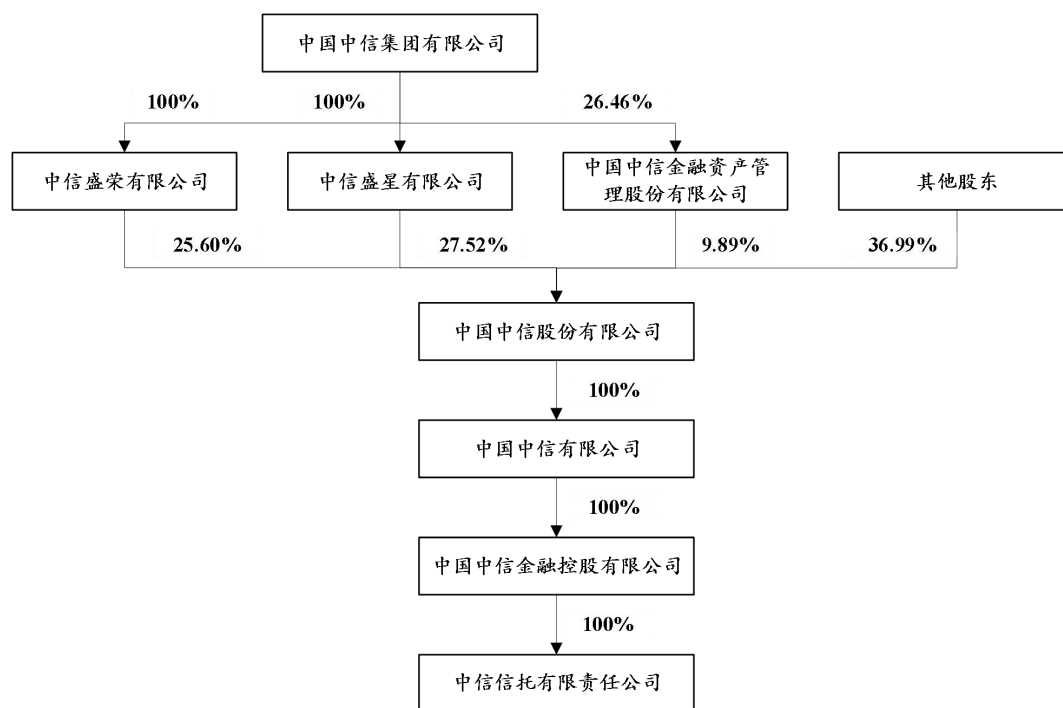 中国中信集团有限公司
100%
100%
26.46%
中信盛荣有限公司
中信盛星有限公司
中国中信金融资产管
理股份有限公司
其他股东
25.60%
27.52%
9.89%
36.99%
中国中信股份有限公司
100%
中国中信有限公司
100%
中国中信金融控股有限公司
100%
中信信托有限责任公司